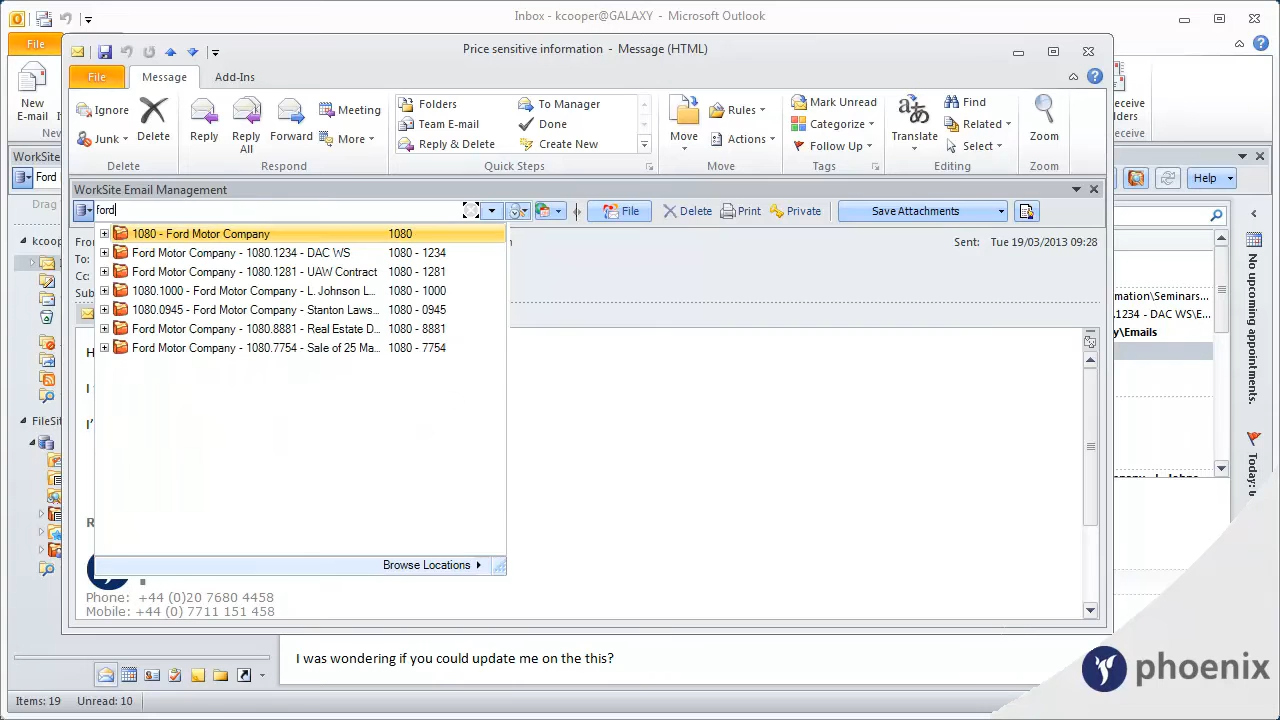 Inbox - kcooper@GALAXY - Microsoft Outlook
File
Price sensitive information - Message (HTML)
File Message Add-Ins
New
E-mail
Ignore
Junk
Delete
Delete
Reply
Reply
All
Forward
Meeting
More
Respond
Folders
Team E-mail
Reply & Delete
To Manager
Done
Create New
Quick Steps
Move
Rules
Actions
Move
Mark Unread
Categorize
Follow Up
Tags
Translate
Find
Related
Select
Editing
Zoom
Zoom
WorkSite
Ford
Drag
WorkSite Email Management
ford
File Delete Print Private Save Attachments
Help
1080 - Ford Motor Company 1080
Ford Motor Company - 1080.1234 - DAC WS 1080 - 1234
Ford Motor Company - 1080.1281 - UAW Contract 1080 - 1281
1080.1000 - Ford Motor Company - L. Johnson L... 1080 - 1000
1080.0945 - Ford Motor Company - Stanton Laws... 1080 - 0945
Ford Motor Company - 1080.8881 - Real Estate D... 1080 - 8881
Ford Motor Company - 1080.7754 - Sale of 25 Ma... 1080 - 7754
Browse Locations
Sent: Tue 19/03/2013 09:28
To:
Cc:
kcoop
FileSit
No upcoming appointments.
Today:
Phone: +44 (0)20 7680 4458
Mobile: +44 (0) 7711 151 458
I was wondering if you could update me on the this?
Items: 19 Unread: 10
phoenix